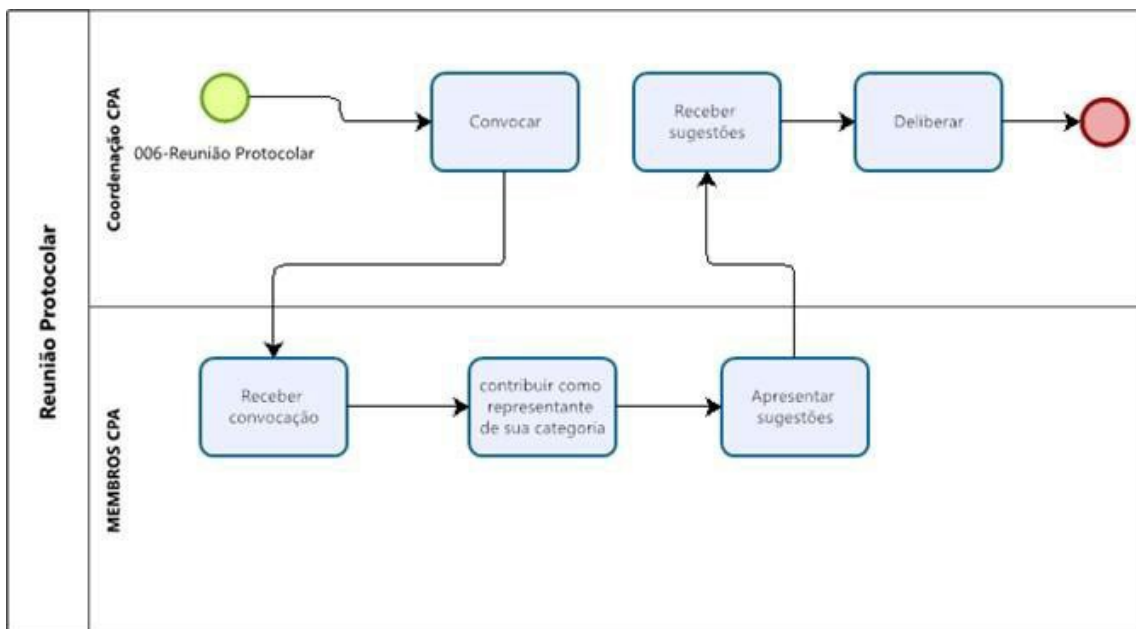 Reunião Protocolar
Coordenação CPA
006-Reunião Protocolar
Convocar
Receber
sugestões
Deliberar
MEMBROS CPA
Receber
convocação
contribuir como
representante
de sua categoria
Apresentar
sugestões